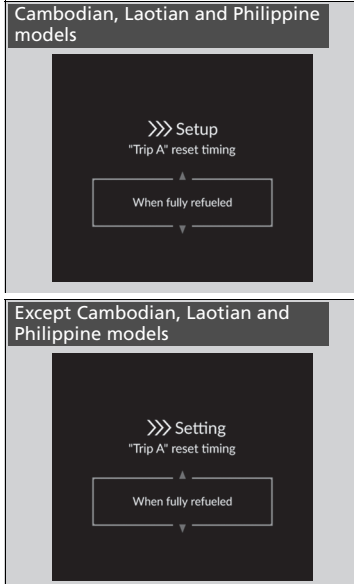 Cambodian, Laotian and Philippine
models
>>> Setup
"Trip A" reset timing
When fully refueled
Except Cambodian, Laotian and
Philippine models
>>> Setting
"Trip A" reset timing
When fully refueled